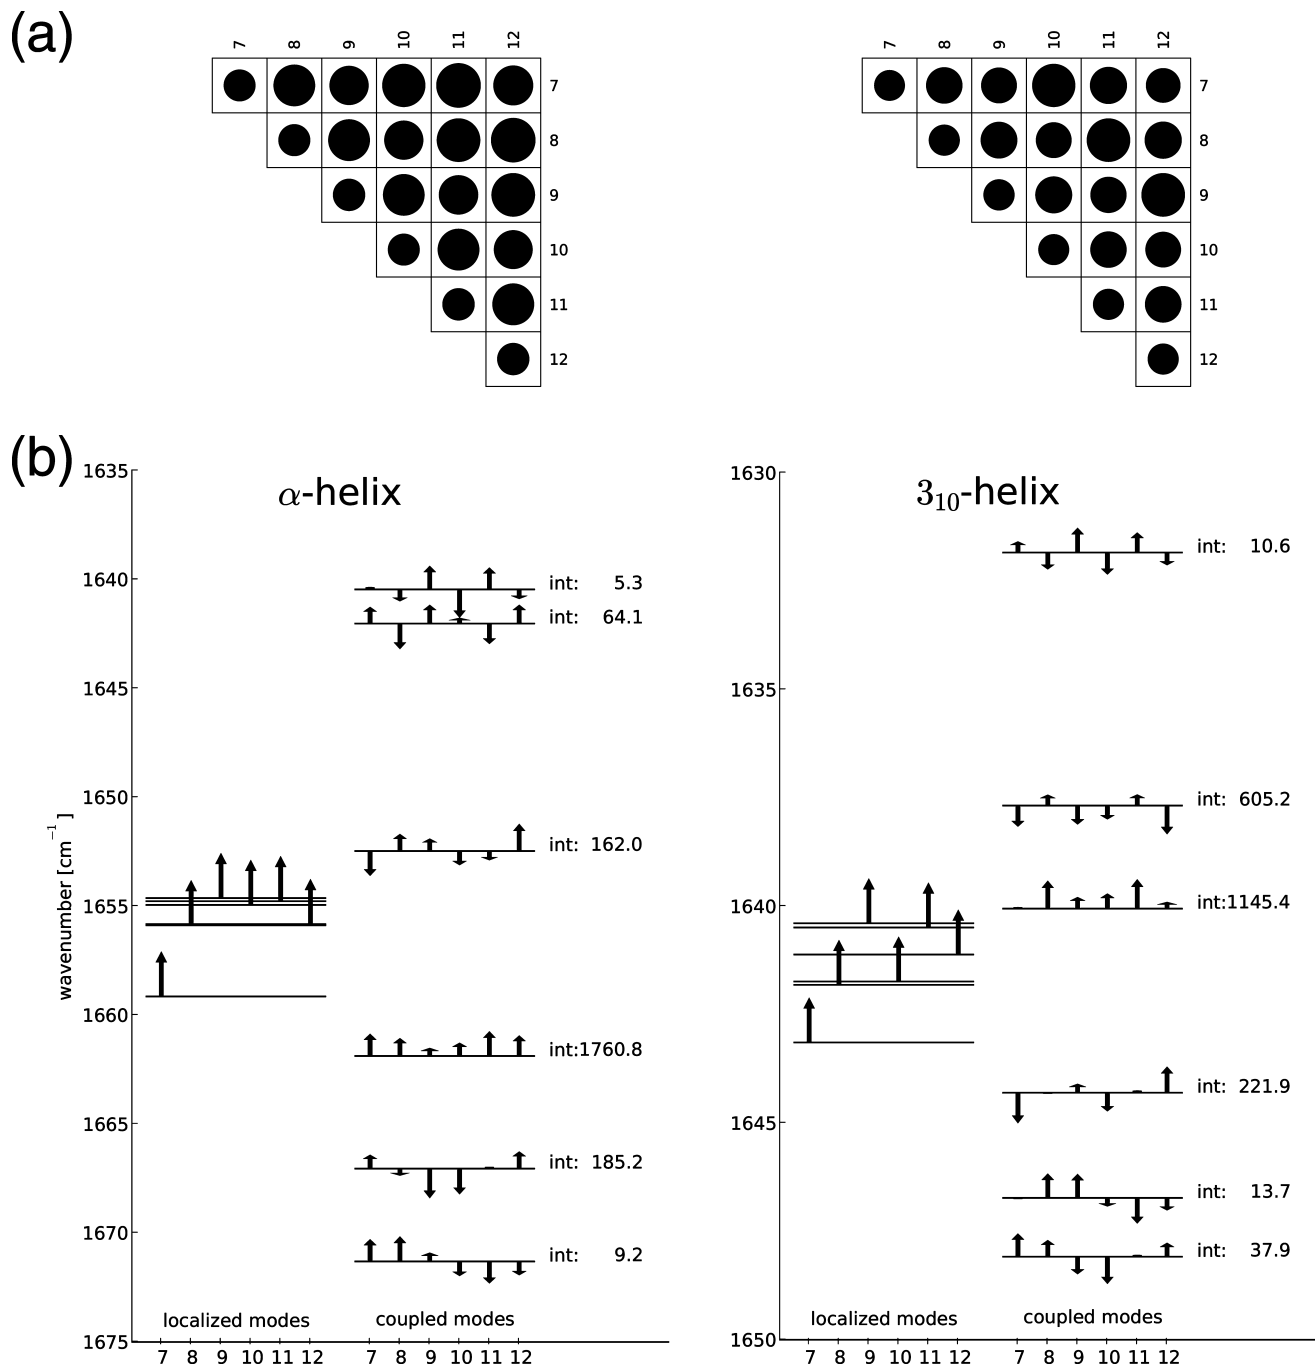 (a)
7 8 9 10 11 12
7
8
9
10
11
12
7 8 9 10 11 12
7
8
9
10
11
12
(b)
α-helix
wavenumber [cm⁻¹]
1635
1640
1645
1650
1655
1660
1665
1670
1675
int: 5.3
int: 64.1
int: 162.0
int:1760.8
int: 185.2
int: 9.2
localized modes
coupled modes
7 8 9 10 11 12
7 8 9 10 11 12
3₁₀-helix
1630
1635
1640
1645
1650
int: 10.6
int: 605.2
int:1145.4
int: 221.9
int: 13.7
int: 37.9
localized modes
coupled modes
7 8 9 10 11 12
7 8 9 10 11 12